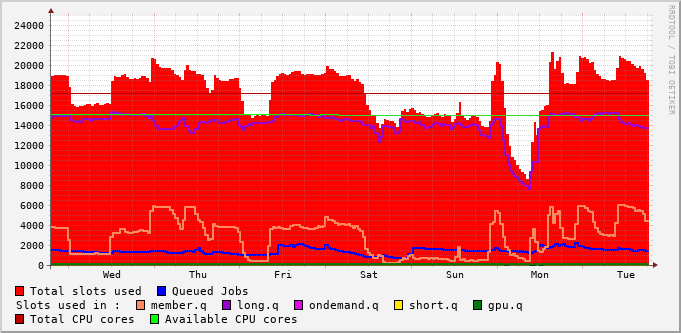 24000
22000
20000
18000
16000
14000
12000
10000
8000
6000
4000
2000
0
Wed Thu Fri Sat Sun Mon Tue
RRDTOOL / TOBI OETIKER
Total slots used Queued Jobs
Slots used in : member.q long.q ondemand.q short.q gpu.q
Total CPU cores Available CPU cores